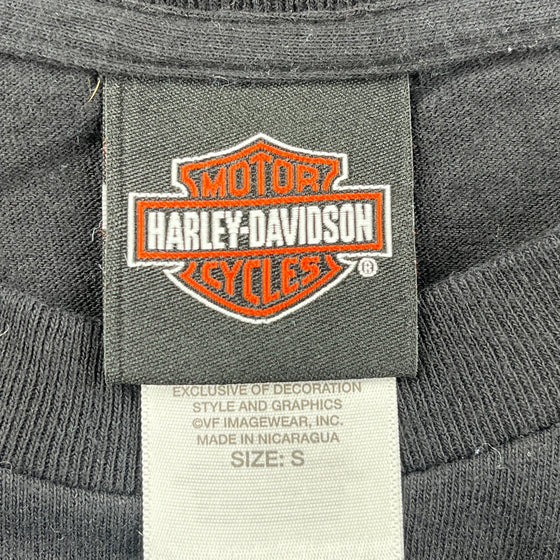 MOTOR
HARLEY-DAVIDSON
CYCLES
®
EXCLUSIVE OF DECORATION
STYLE AND GRAPHICS
©VF IMAGEWEAR, INC.
MADE IN NICARAGUA
SIZE: S